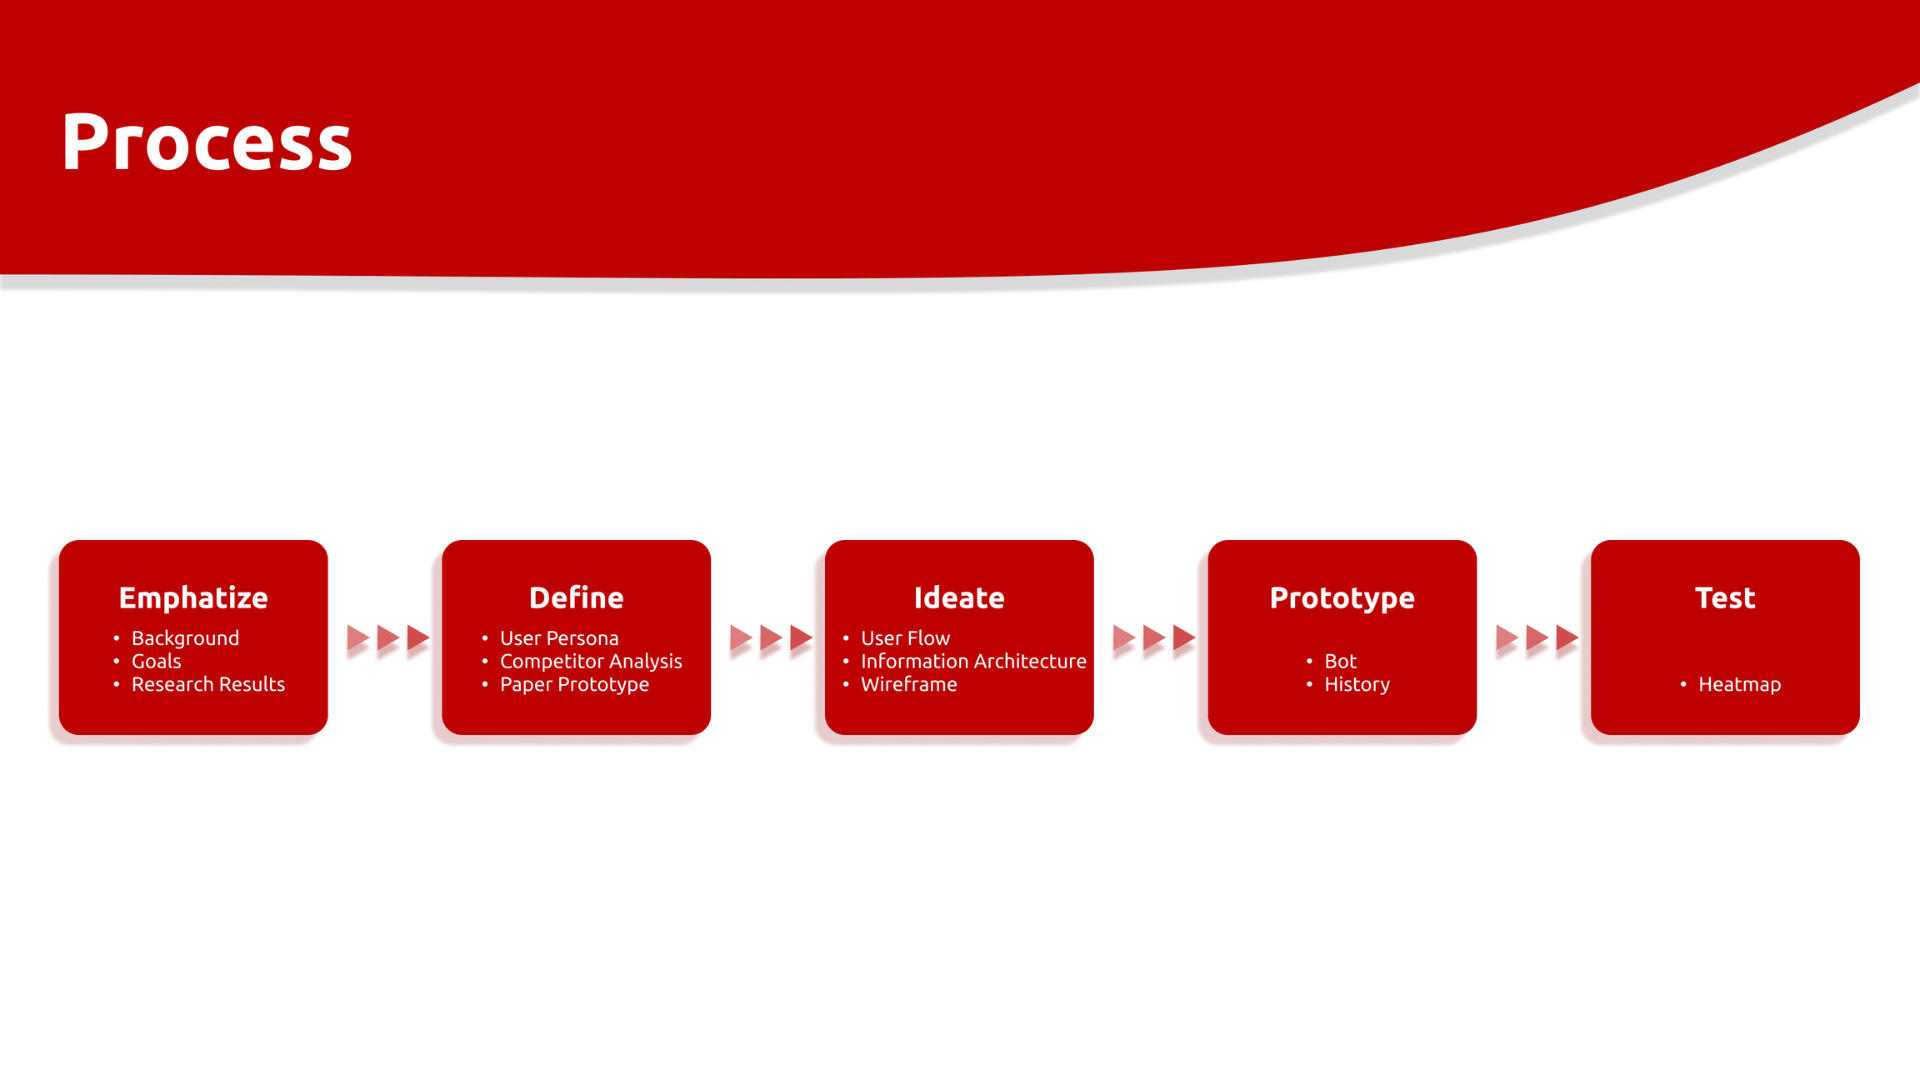 Process
Emphatize
• Background
• Goals
• Research Results
Define
• User Persona
• Competitor Analysis
• Paper Prototype
Ideate
• User Flow
• Information Architecture
• Wireframe
Prototype
• Bot
• History
Test
• Heatmap